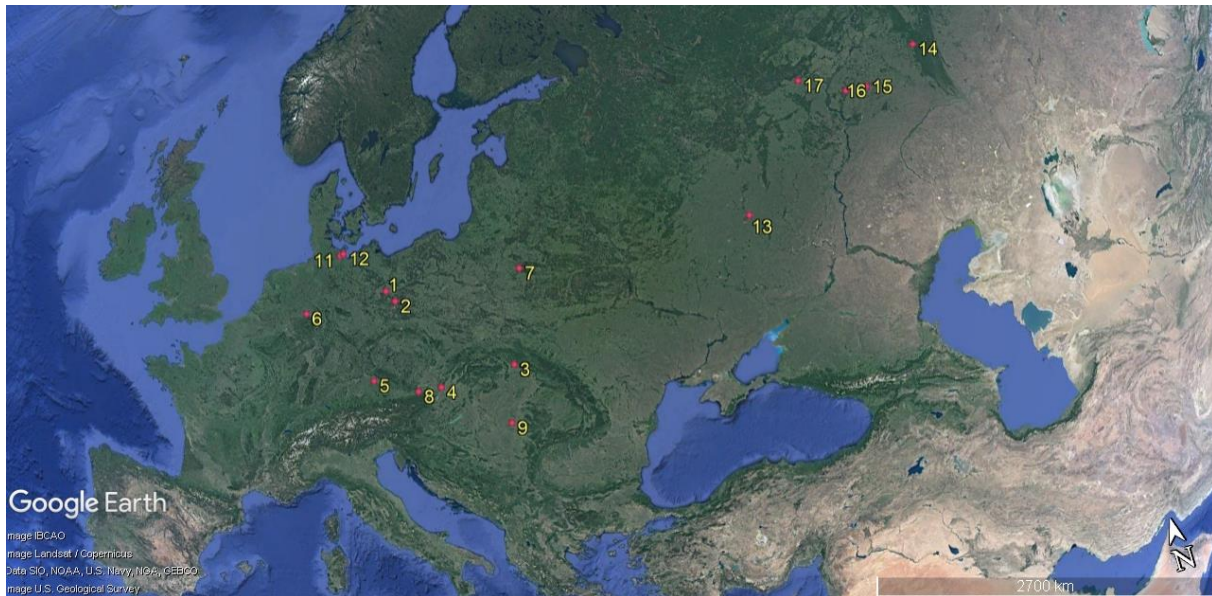 14
17
16
15
13
11
12
7
1
2
6
3
5
8
4
9
Google Earth
mage IBCAO
mage Landsat / Copernicus
Data SIO, NOAA, U.S. Navy, NGA, GEBCO
mage U.S. Geological Survey
2700 km
N